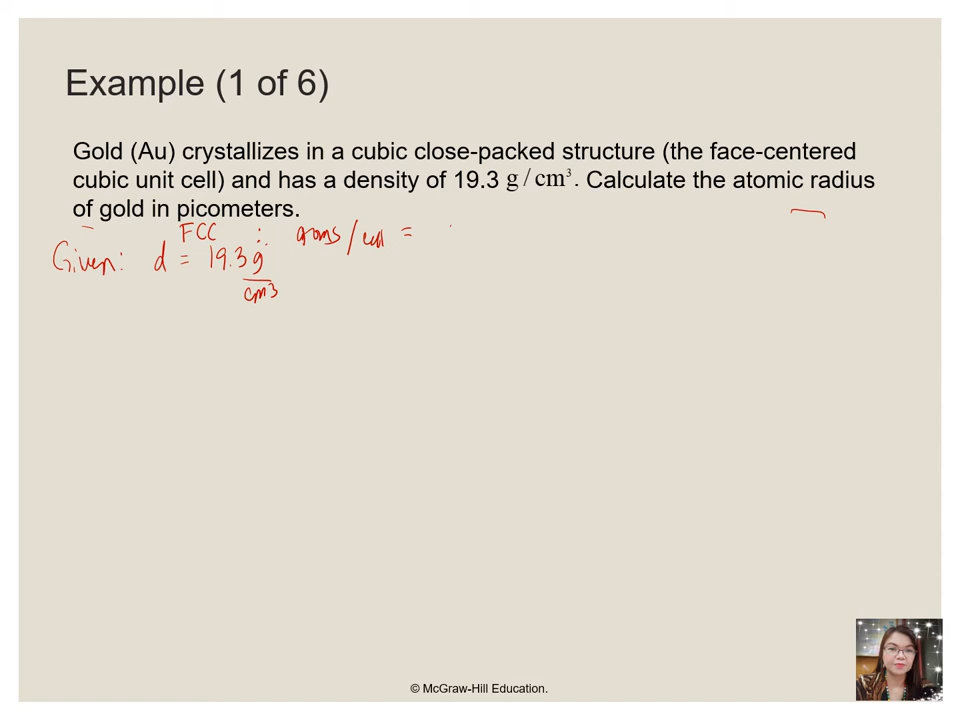 Example (1 of 6)
Gold (Au) crystallizes in a cubic close-packed structure (the face-centered
cubic unit cell) and has a density of 19.3 g / cm³. Calculate the atomic radius
of gold in picometers.
FCC ∴ atoms/cell =
Given: d = 19.3 g
cm3
© McGraw-Hill Education.